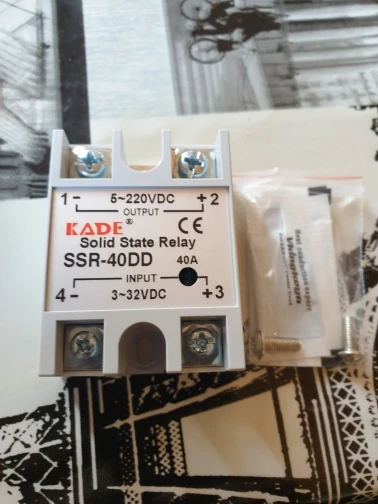 1 - 5~220VDC + 2
OUTPUT
KADE ® CE
Solid State Relay
SSR-40DD 40A
INPUT
4 - 3~32VDC + 3